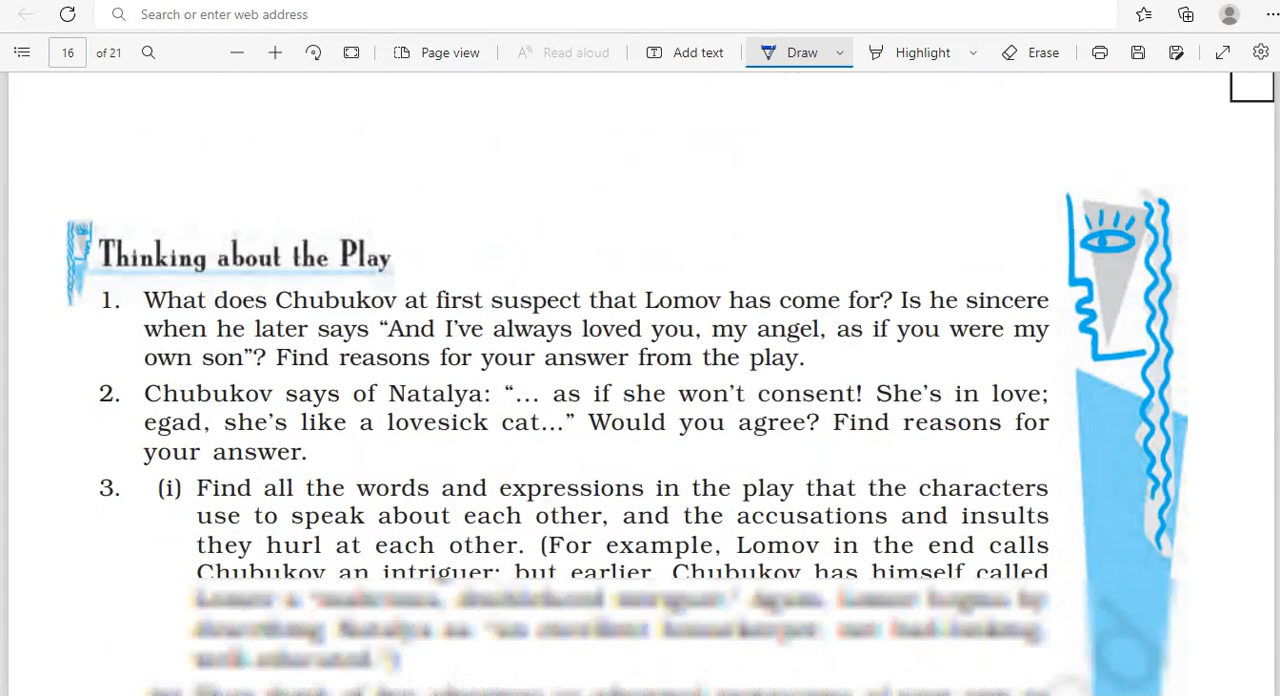 Search or enter web address
16 of 21 Page view Read aloud Add text Draw Highlight Erase
Thinking about the Play
1. What does Chubukov at first suspect that Lomov has come for? Is he sincere
when he later says “And I’ve always loved you, my angel, as if you were my
own son”? Find reasons for your answer from the play.
2. Chubukov says of Natalya: “... as if she won’t consent! She’s in love;
egad, she’s like a lovesick cat...” Would you agree? Find reasons for
your answer.
3. (i) Find all the words and expressions in the play that the characters
use to speak about each other, and the accusations and insults
they hurl at each other. (For example, Lomov in the end calls
Chubukov an intriguer; but earlier, Chubukov has himself called